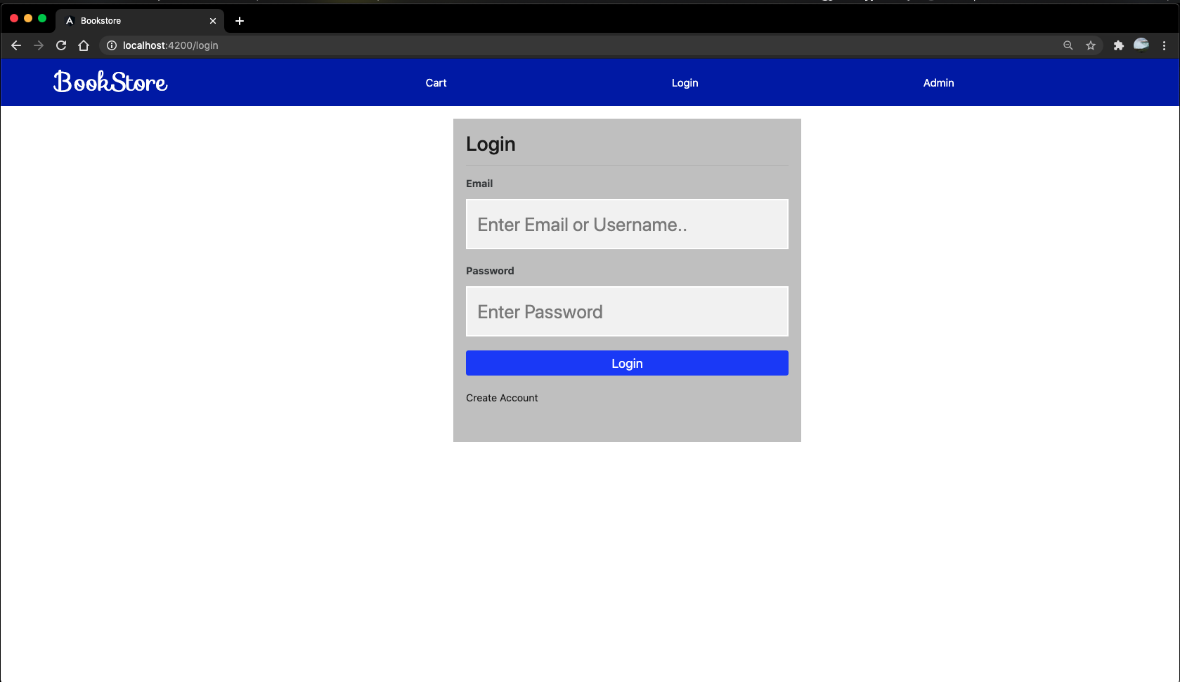 Bookstore
localhost:4200/login
BookStore Cart Login Admin
Login
Email
Enter Email or Username..
Password
Enter Password
Login
Create Account